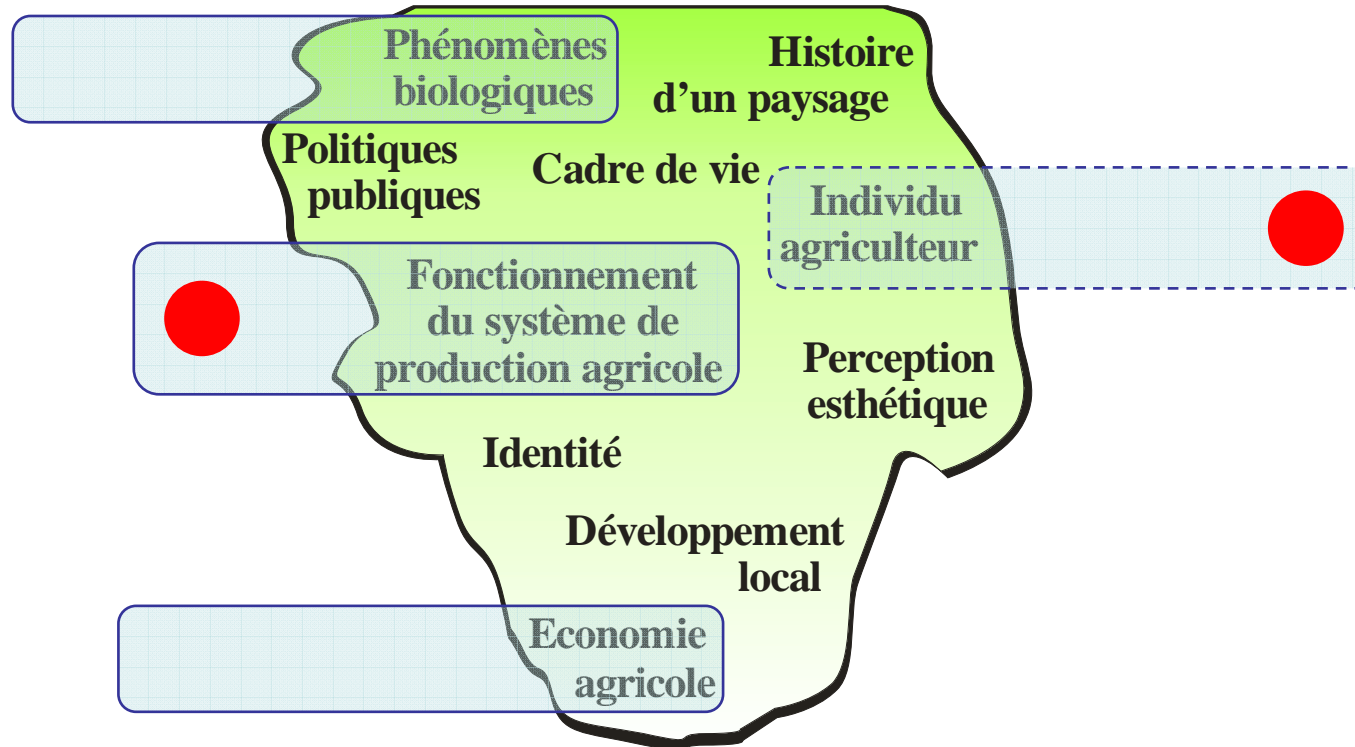 Phénomènes
biologiques
Histoire
d’un paysage
Politiques
publiques
Cadre de vie
Individu
agriculteur
Fonctionnement
du système de
production agricole
Perception
esthétique
Identité
Développement
local
Economie
agricole